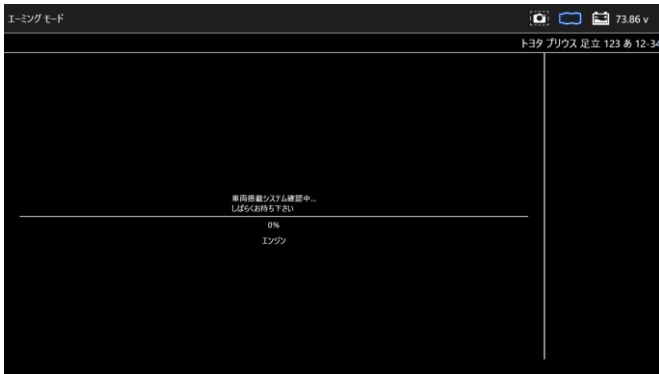 エーミング モード
73.86 v
トヨタ プリウス 足立 123 あ 12-34
車両搭載システム確認中...
しばらくお待ち下さい
0%
エンジン